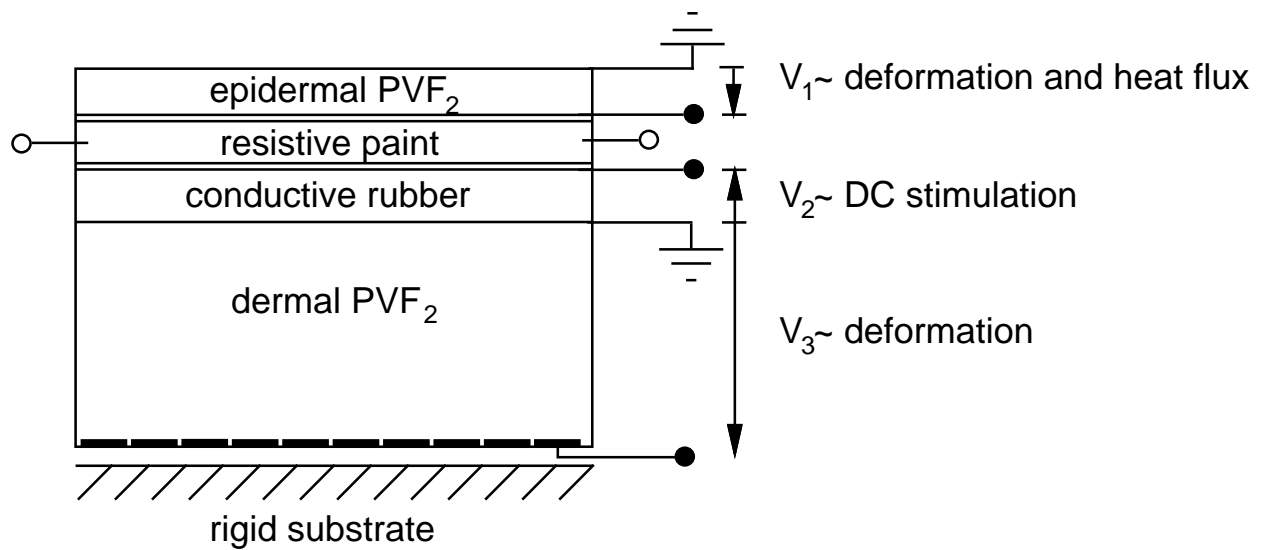 epidermal PVF2
V1~ deformation and heat flux
resistive paint
conductive rubber
V2~ DC stimulation
dermal PVF2
V3~ deformation
rigid substrate